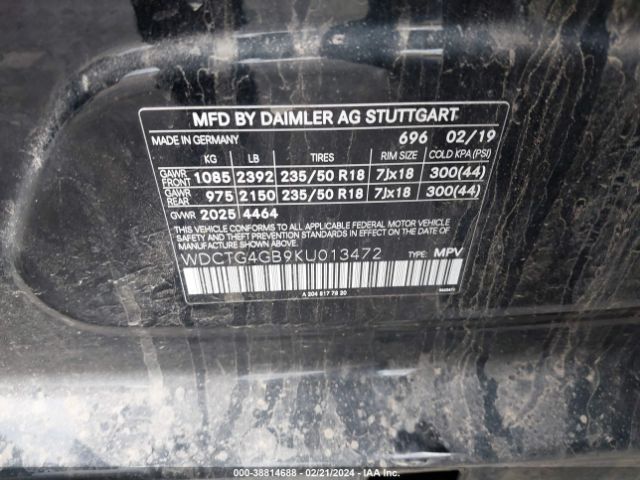 MFD BY DAIMLER AG STUTTGART
MADE IN GERMANY 696 02/19
KG LB TIRES RIM SIZE COLD KPA (PSI)
GAWR FRONT 1085 2392 235/50 R18 7Jx18 300(44)
GAWR REAR 975 2150 235/50 R18 7Jx18 300(44)
GVWR 2025 4464
THIS VEHICLE CONFORMS TO ALL APPLICABLE FEDERAL MOTOR VEHICLE
SAFETY AND THEFT PREVENTION STANDARDS IN EFFECT ON THE DATE
OF MANUFACTURE SHOWN ABOVE.
WDCTG4GB9KU013472 TYPE: MPV
A 204 817 78 20
000-38814688 - 02/21/2024 - IAA Inc.